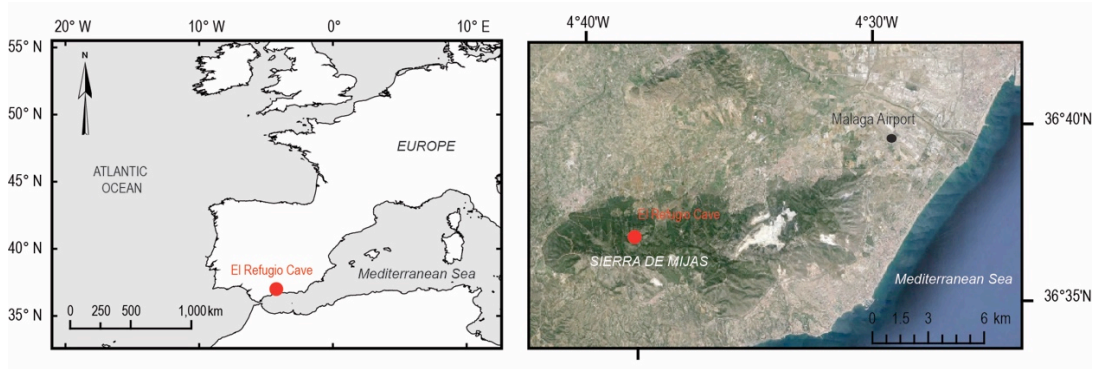 20° W 10° W 0° 10° E
55° N
50° N
45° N
40° N
35° N
N
ATLANTIC
OCEAN
EUROPE
El Refugio Cave
Mediterranean Sea
0 250 500 1,000 km
4°40'W 4°30'W
36°40'N
36°35'N
Malaga Airport
El Refugio Cave
SIERRA DE MIJAS
Mediterranean Sea
0 1.5 3 6 km